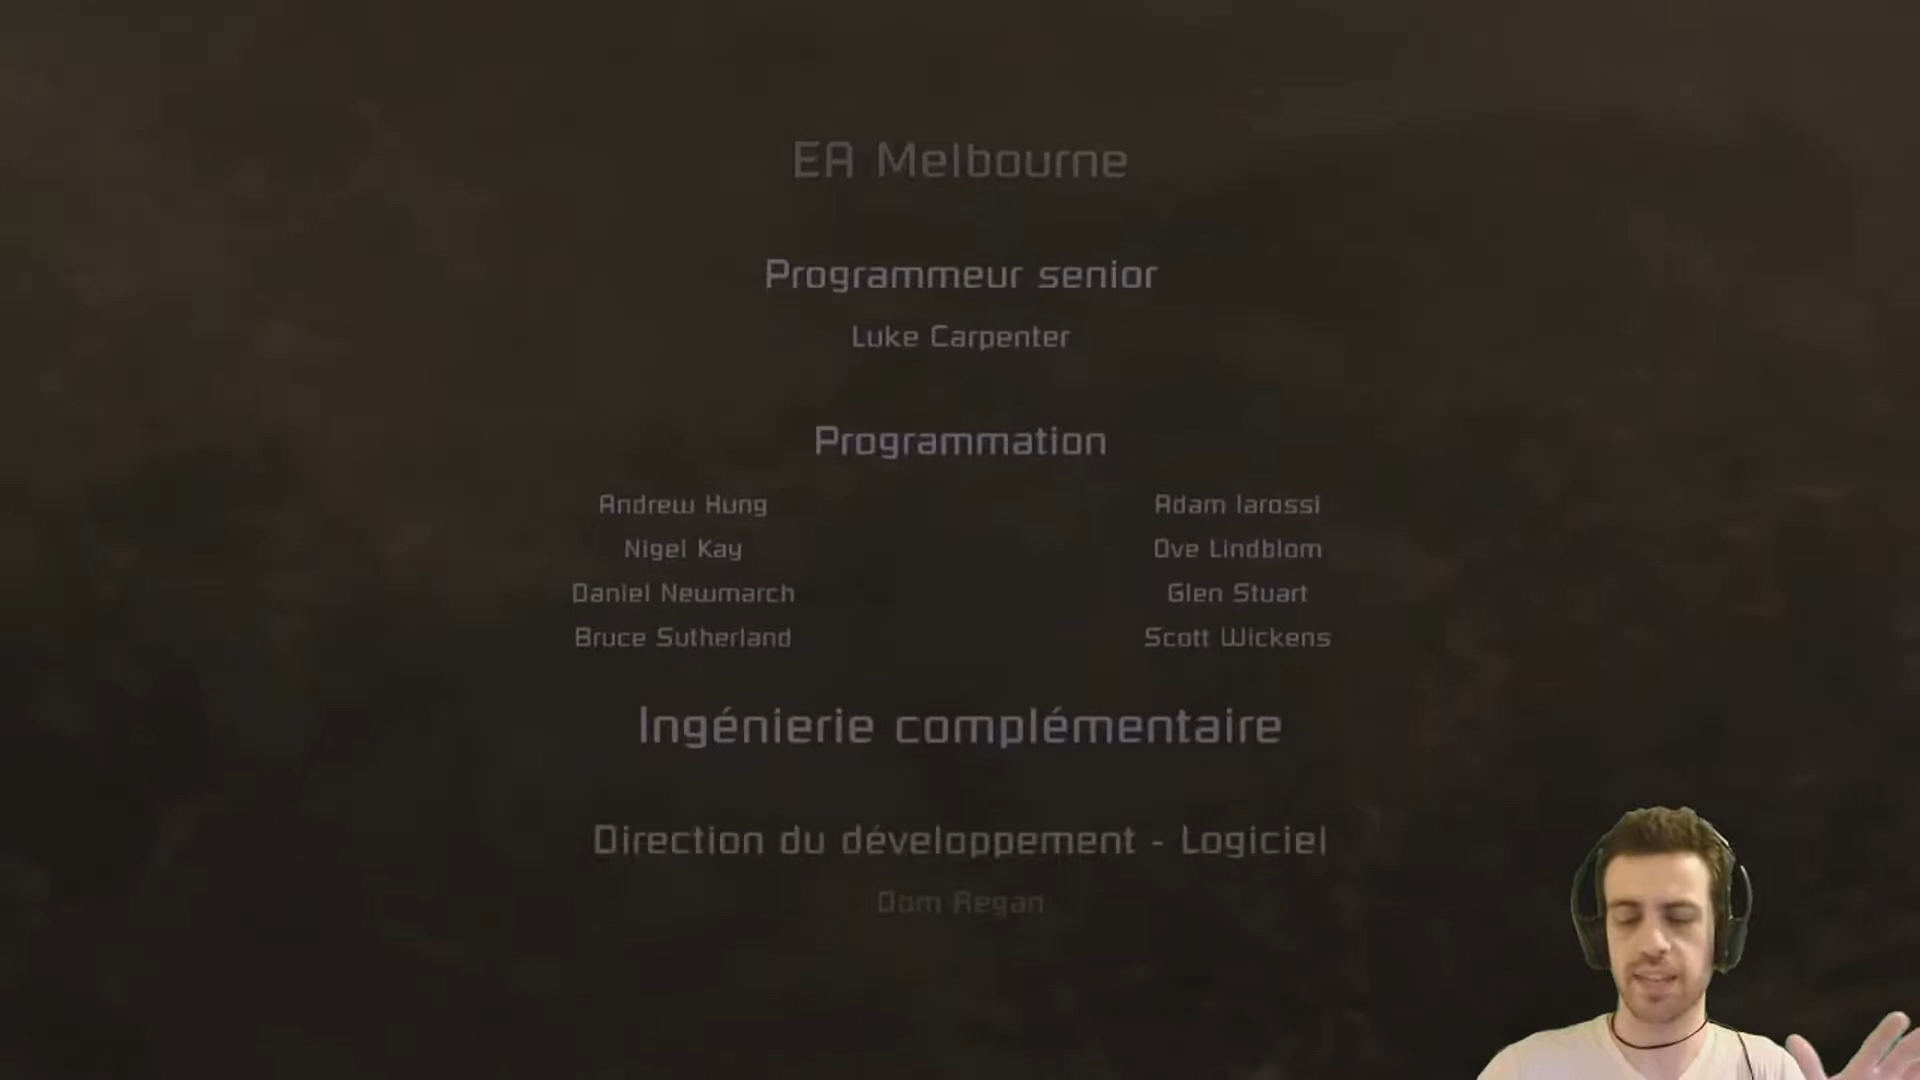 EA Melbourne
Programmeur senior
Luke Carpenter
Programmation
Andrew Hung
Adam Iarossi
Nigel Kay
Ove Lindblom
Daniel Newmarch
Glen Stuart
Bruce Sutherland
Scott Wickens
Ingénierie complémentaire
Direction du développement - Logiciel
Dom Regan